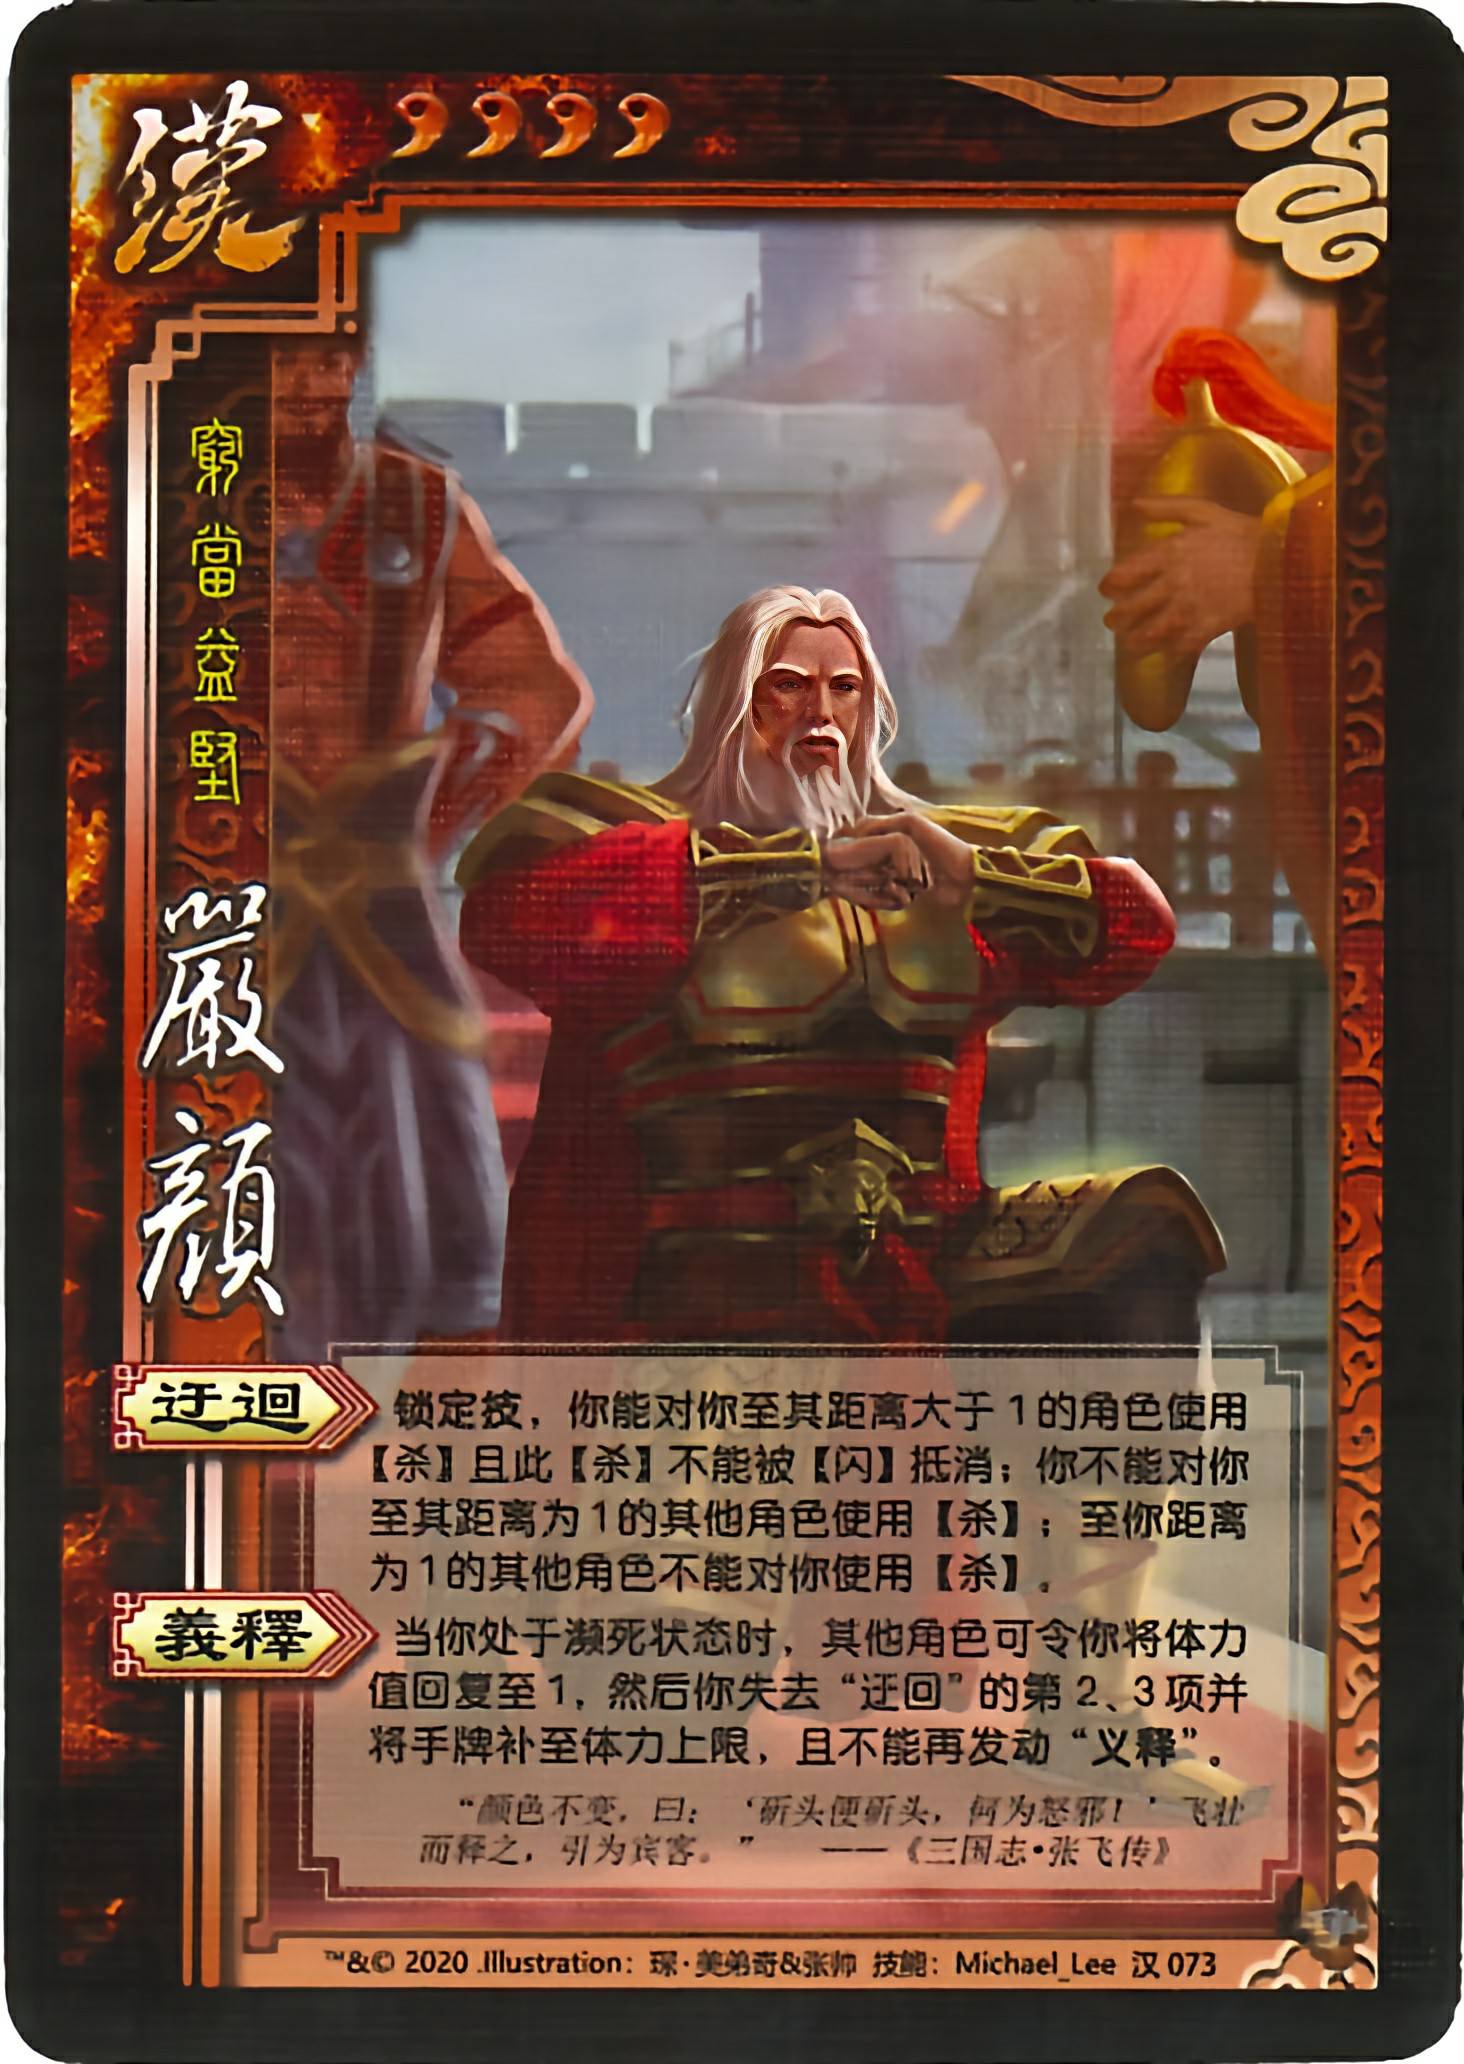 漢
窮當益堅
嚴顔
迂迴
锁定技，你能对你至其距离大于1的角色使用
【杀】且此【杀】不能被【闪】抵消；你不能对你
至其距离为1的其他角色使用【杀】；至你距离
为1的其他角色不能对你使用【杀】。
義釋
当你处于濒死状态时，其他角色可令你将体力
值回复至1，然后你失去“迂回”的第2、3项并
将手牌补至体力上限，且不能再发动“义释”。
“颜色不变，曰：‘斫头便斫头，何为怒邪！’飞壮
而释之，引为宾客。” ——《三国志·张飞传》
™&© 2020 .Illustration：琛·美弟奇&张帅 技能：Michael_Lee 汉 073